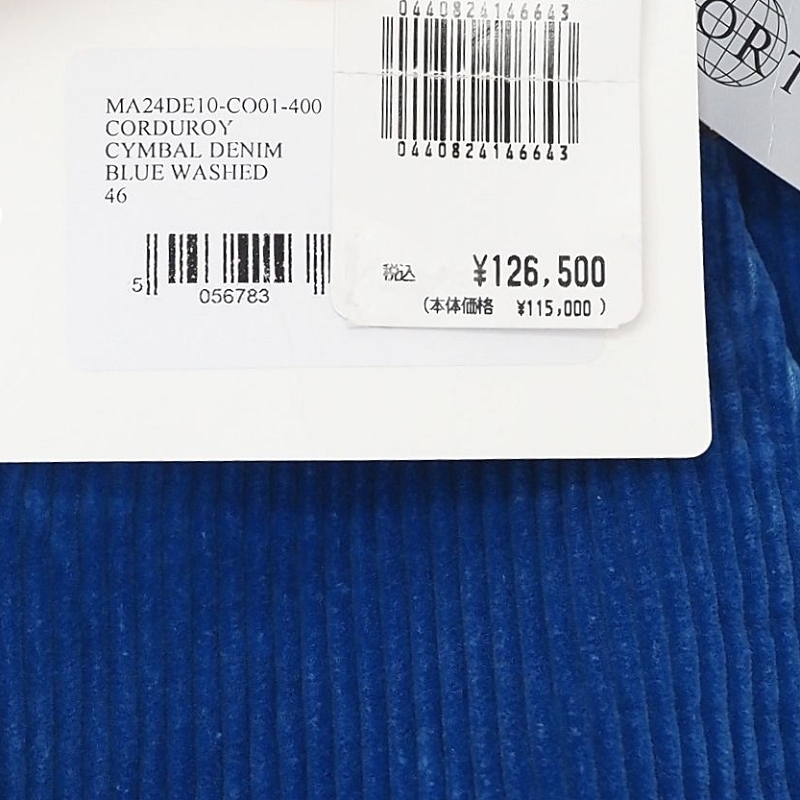 0440824146643
ORT
MA24DE10-CO01-400
CORDUROY
CYMBAL DENIM
BLUE WASHED
46
0440824146643
5
056783
税込 ¥126,500
(本体価格 ¥115,000 )